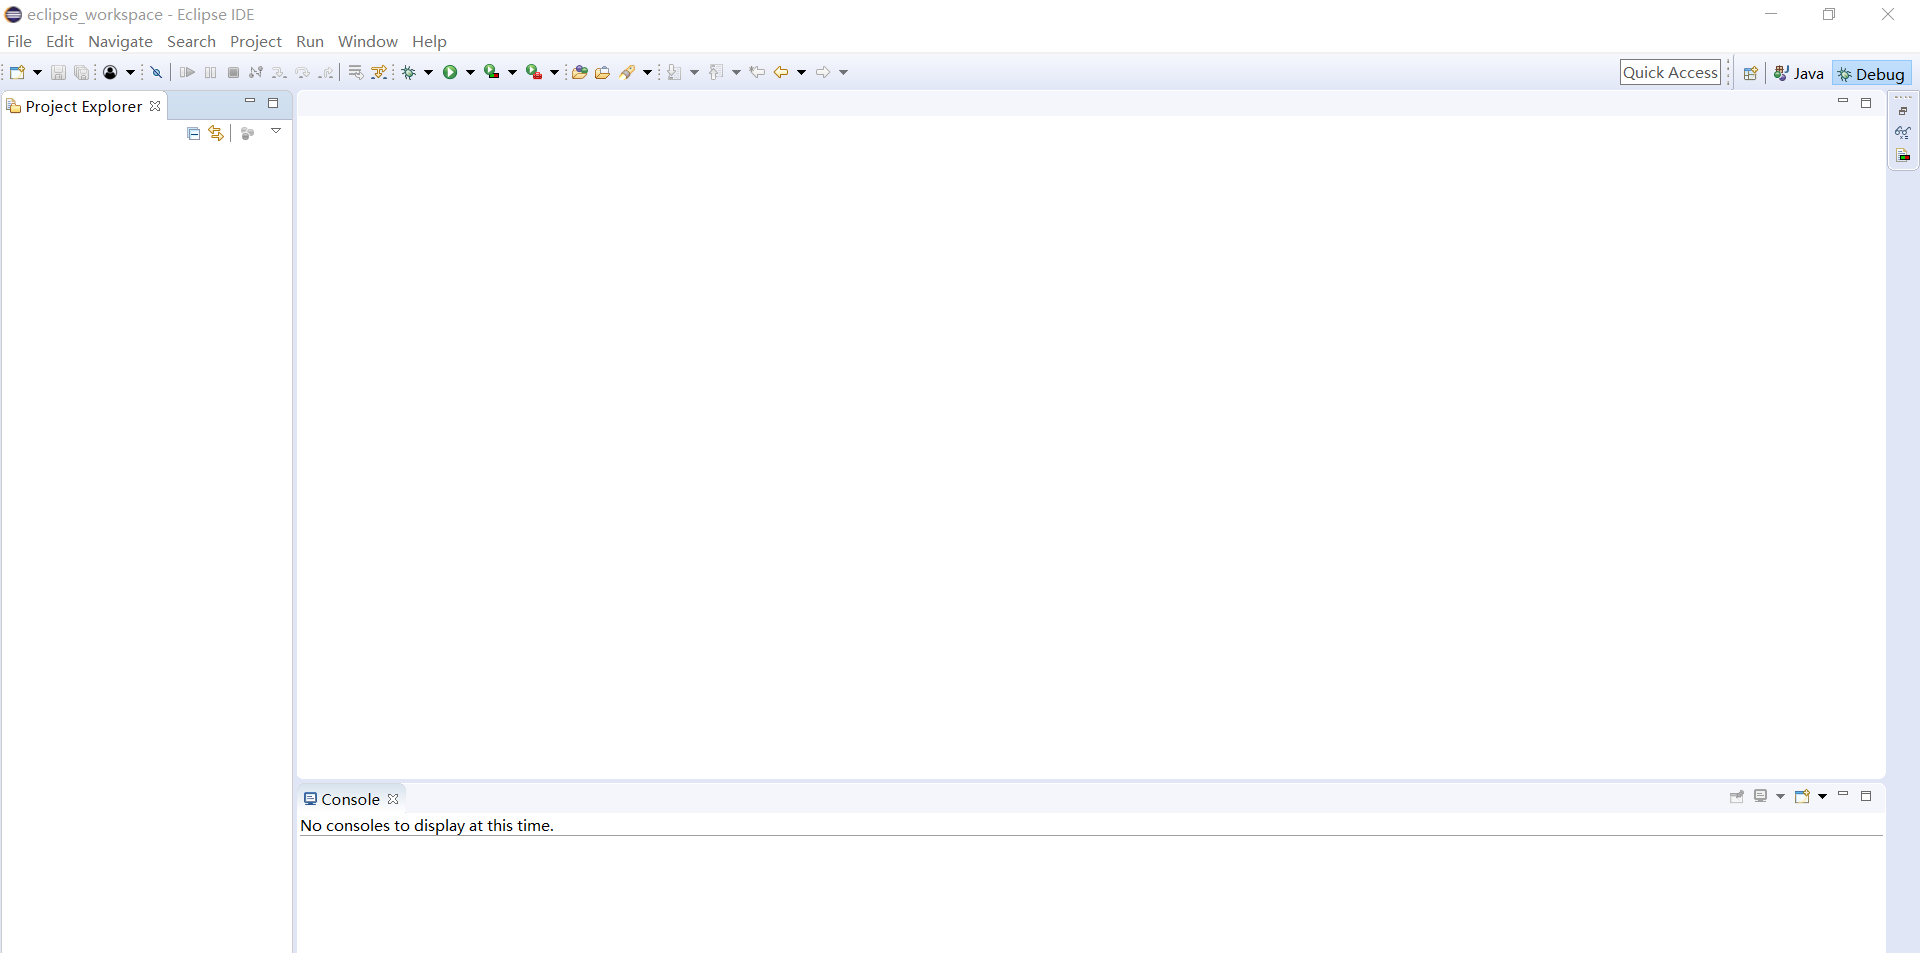 eclipse_workspace - Eclipse IDE
File Edit Navigate Search Project Run Window Help
Quick Access Java Debug
Project Explorer
Console
No consoles to display at this time.